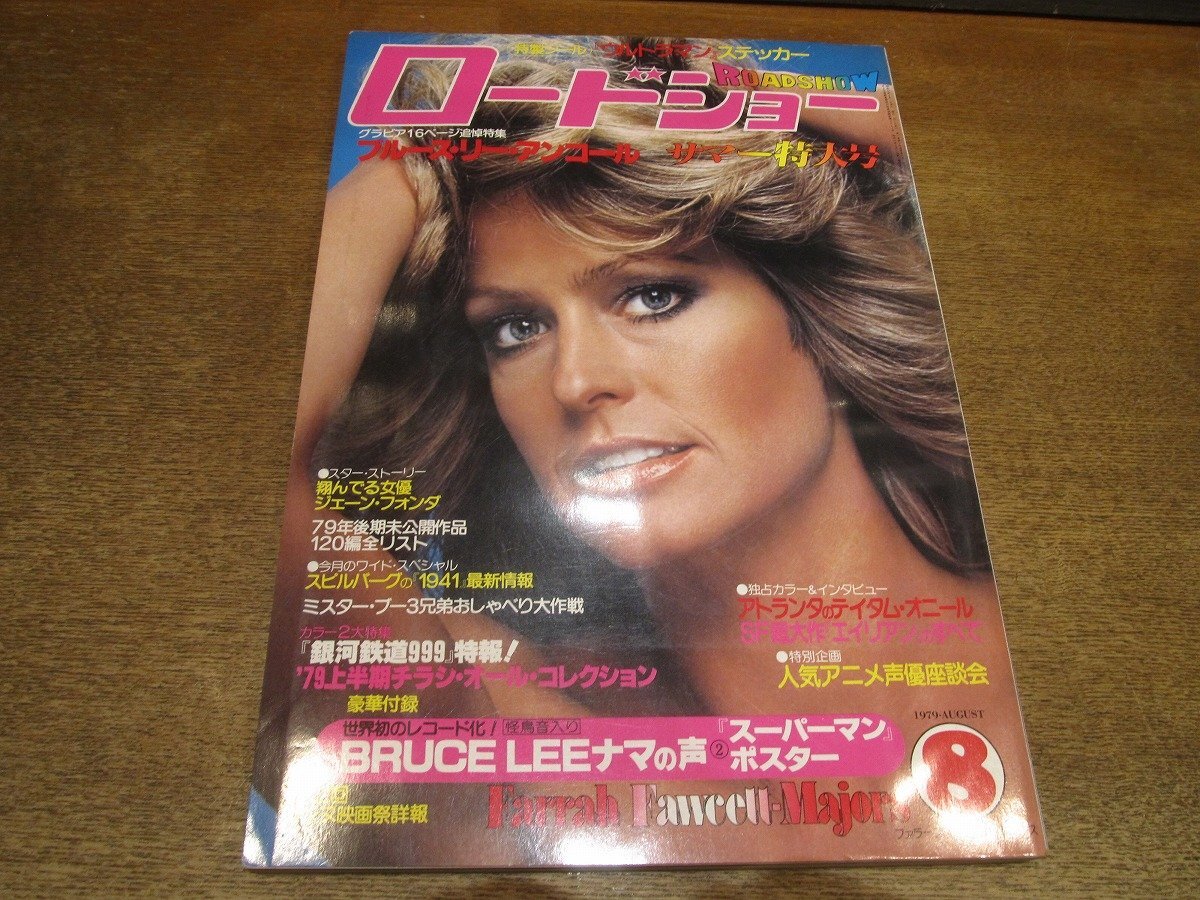 特製シール 『ウルトラマン』ステッカー
ロードショー
ROADSHOW
グラビア16ページ追悼特集
ブルース・リー・アンコール サマー特大号
●スター・ストーリー
翔んでる女優
ジェーン・フォンダ
79年後期未公開作品
120編全リスト
●今月のワイド・スペシャル
スピルバーグの『1941』最新情報
ミスター・ブー3兄弟おしゃべり大作戦
カラー2大特集
『銀河鉄道999』特報!
'79上半期チラシ・オール・コレクション
豪華付録
●独占カラー&インタビュー
アトランタのテイタム・オニール
SF超大作『エイリアン』のすべて
●特別企画
人気アニメ声優座談会
1979・AUGUST
8
世界初のレコード化! 怪鳥音入り
BRUCE LEEナマの声 ② 『スーパーマン』ポスター
映画祭詳報
Farrah Fawcett-Majors